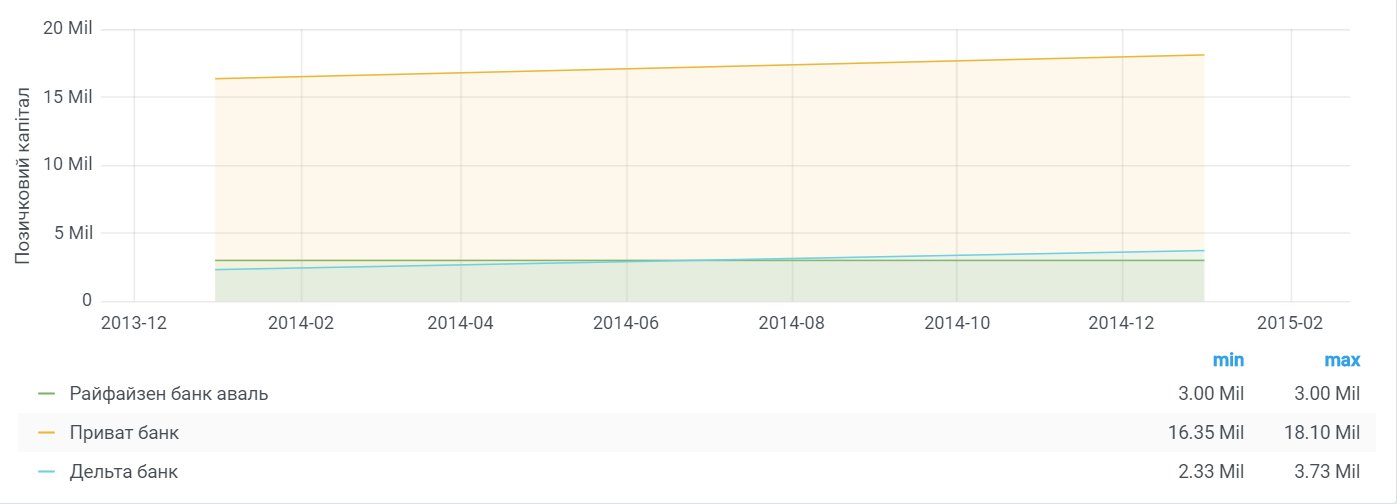 20 Mil
15 Mil
10 Mil
5 Mil
0
Позичковий капітал
2013-12 2014-02 2014-04 2014-06 2014-08 2014-10 2014-12 2015-02
min max
Райфайзен банк аваль 3.00 Mil 3.00 Mil
Приват банк 16.35 Mil 18.10 Mil
Дельта банк 2.33 Mil 3.73 Mil